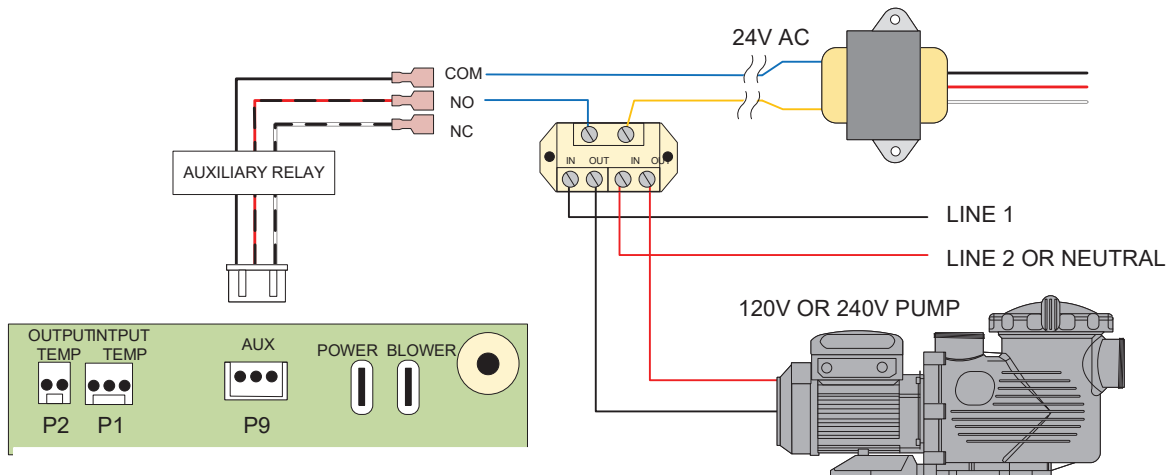 24V AC
COM
NO
NC
AUXILIARY RELAY
IN OUT IN OUT
LINE 1
LINE 2 OR NEUTRAL
120V OR 240V PUMP
OUTPUT TEMP
INTPUT TEMP
AUX
POWER
BLOWER
P2
P1
P9